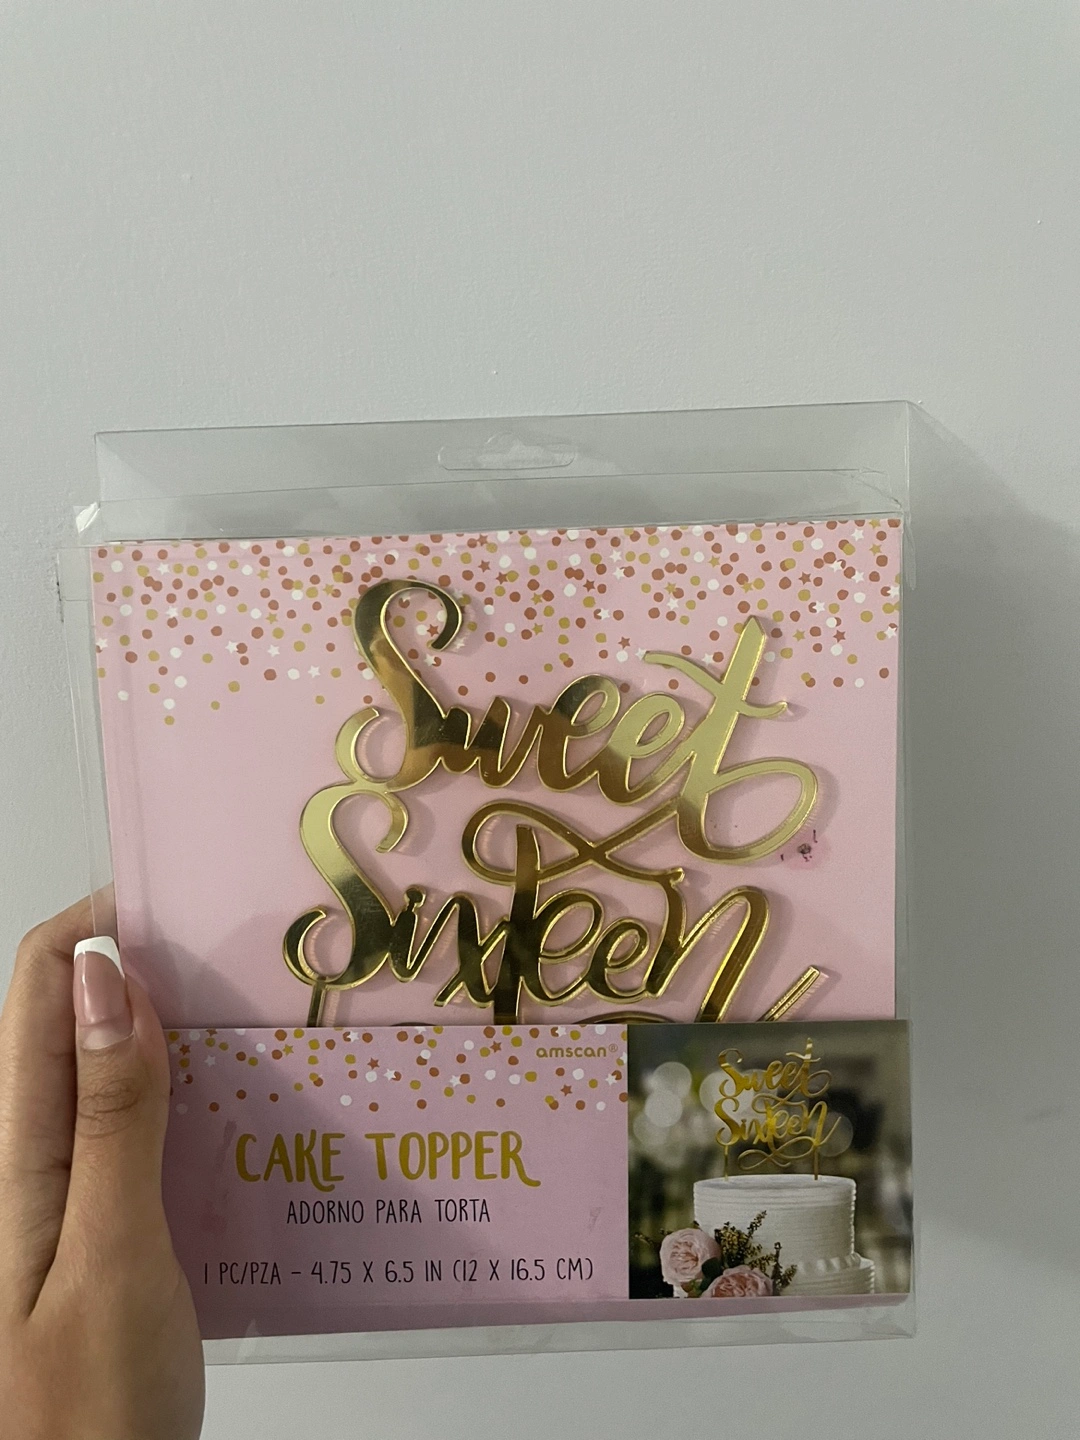 Sweet
Sixteen
amscan®
CAKE TOPPER
ADORNO PARA TORTA
1 PC/PZA - 4.75 X 6.5 IN (12 X 16.5 CM)
Sweet
Sixteen